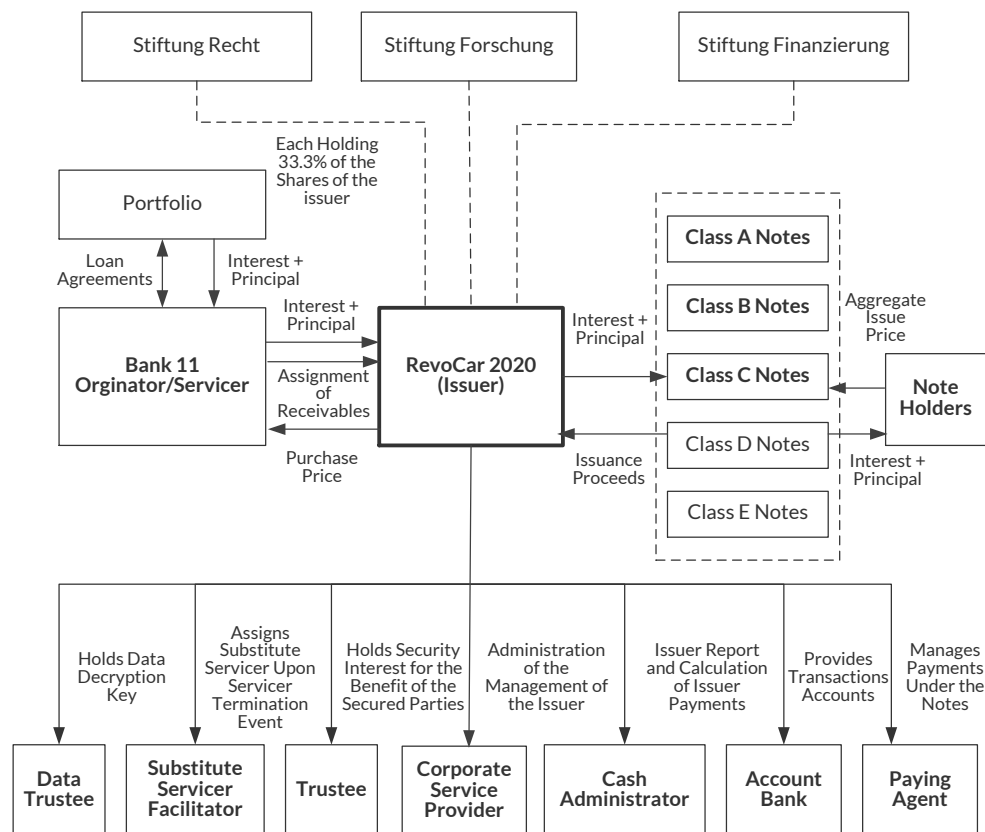 Stiftung Recht
Stiftung Forschung
Stiftung Finanzierung
Each Holding
33.3% of the
Shares of the
issuer
Portfolio
Loan
Agreements
Interest +
Principal
Bank 11
Orginator/Servicer
Interest +
Principal
Assignment
of
Receivables
Purchase
Price
RevoCar 2020
(Issuer)
Interest +
Principal
Issuance
Proceeds
Class A Notes
Class B Notes
Class C Notes
Class D Notes
Class E Notes
Aggregate
Issue
Price
Note
Holders
Interest +
Principal
Holds Data
Decryption
Key
Assigns
Substitute
Servicer Upon
Servicer
Termination
Event
Holds Security
Interest for the
Benefit of the
Secured Parties
Administration
of the
Management of
the Issuer
Issuer Report
and Calculation
of Issuer
Payments
Provides
Transactions
Accounts
Manages
Payments
Under the
Notes
Data
Trustee
Substitute
Servicer
Facilitator
Trustee
Corporate
Service
Provider
Cash
Administrator
Account
Bank
Paying
Agent